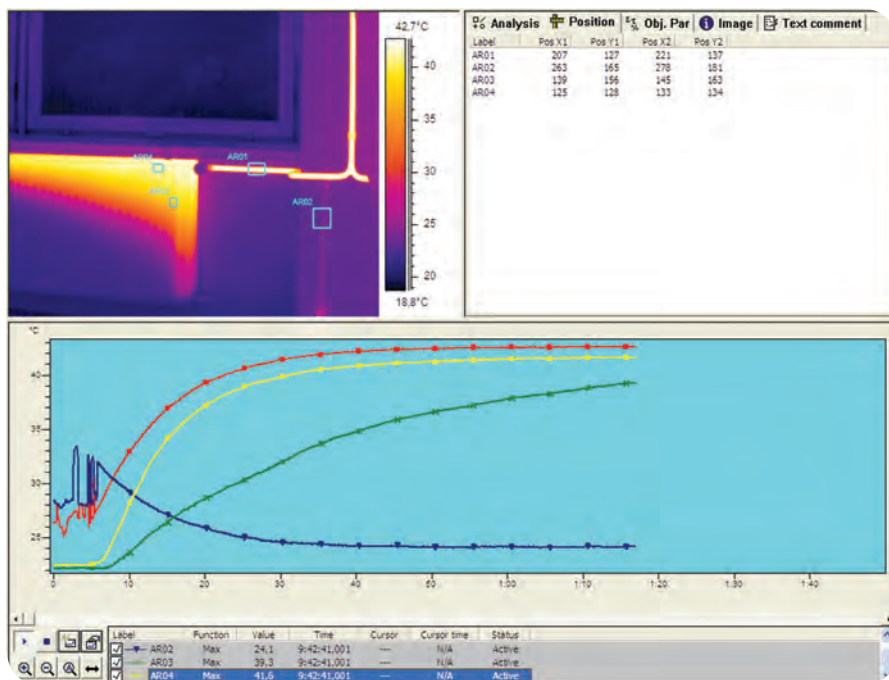 42,7°C
40
35
30
25
20
18,8°C
AR04
AR01
AR02
Analysis Position Obj. Par Image Text comment
Label Pos X1 Pos Y1 Pos X2 Pos Y2
AR01 207 127 221 137
AR02 263 165 278 181
AR03 139 156 145 163
AR04 125 128 133 134
°C
40
35
30
25
0 10 20 30 40 50 1:00 1:10 1:20 1:30 1:40
Label Function Value Time Cursor Cursor time Status
AR02 Max 24,1 9:42:41,001 --- N/A Active
AR03 Max 39,3 9:42:41,001 --- N/A Active
AR04 Max 41,6 9:42:41,001 --- N/A Active